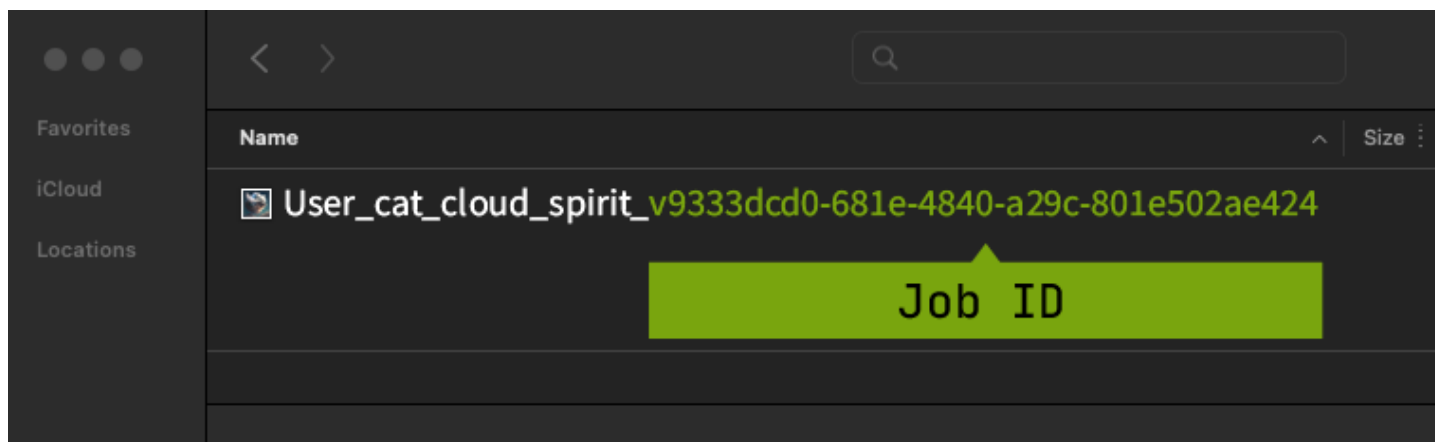 Favorites
iCloud
Locations
Name
Size
User_cat_cloud_spirit_v9333dcd0-681e-4840-a29c-801e502ae424
Job ID